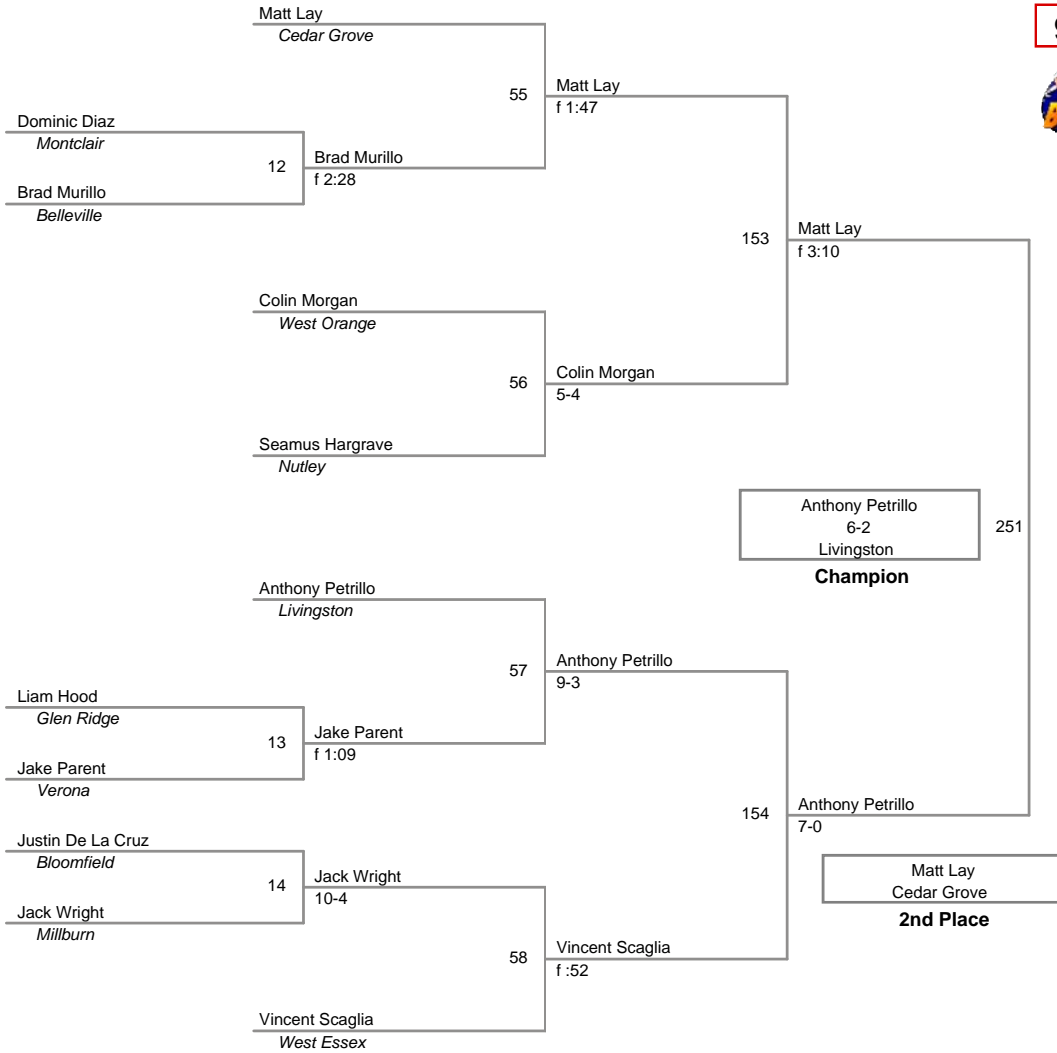 Matt Lay
Cedar Grove
55
Matt Lay
f 1:47
Dominic Diaz
Montclair
12
Brad Murillo
f 2:28
Brad Murillo
Belleville
153
Matt Lay
f 3:10
Colin Morgan
West Orange
56
Colin Morgan
5-4
Seamus Hargrave
Nutley
Anthony Petrillo
6-2
Livingston
251
Champion
Anthony Petrillo
Livingston
57
Anthony Petrillo
9-3
Liam Hood
Glen Ridge
13
Jake Parent
f 1:09
Jake Parent
Verona
154
Anthony Petrillo
7-0
Justin De La Cruz
Bloomfield
14
Jack Wright
10-4
Jack Wright
Millburn
Matt Lay
Cedar Grove
2nd Place
58
Vincent Scaglia
f :52
Vincent Scaglia
West Essex